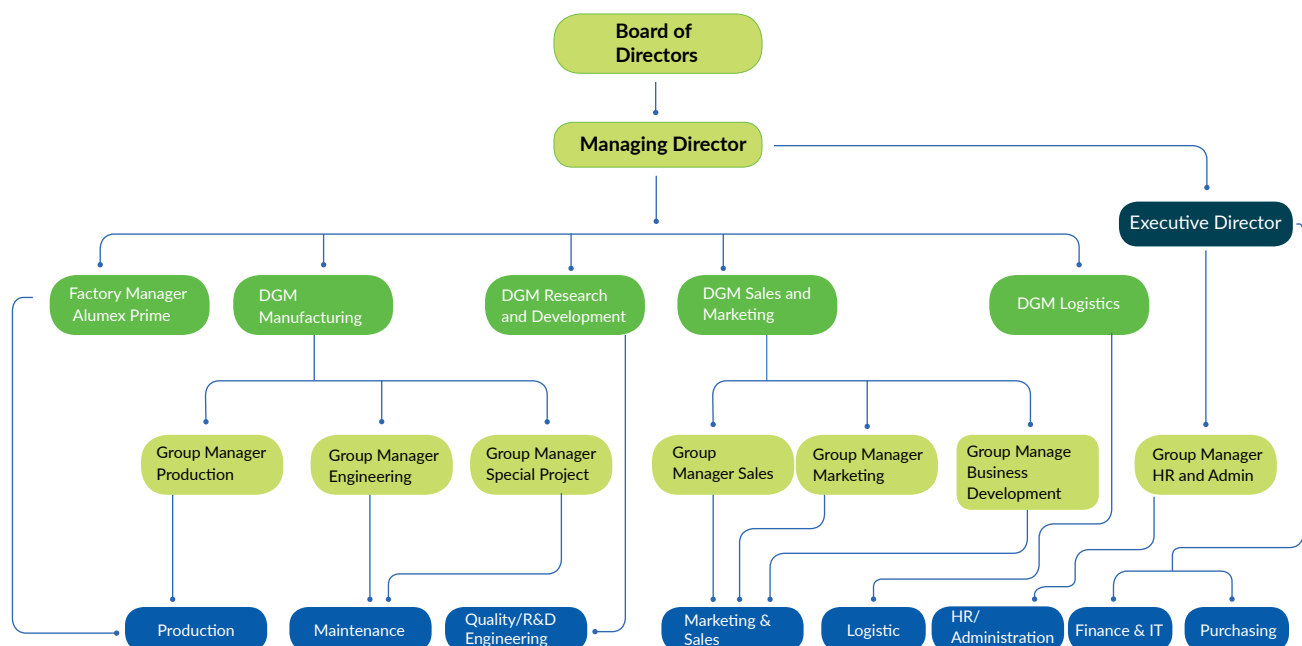 Board of
Directors
Managing Director
Executive Director
Factory Manager
Alumex Prime
DGM
Manufacturing
DGM Research
and Development
DGM Sales and
Marketing
DGM Logistics
Group Manager
Production
Group Manager
Engineering
Group Manager
Special Project
Group
Manager Sales
Group Manager
Marketing
Group Manage
Business
Development
Group Manager
HR and Admin
Production
Maintenance
Quality/R&D
Engineering
Marketing &
Sales
Logistic
HR/
Administration
Finance & IT
Purchasing